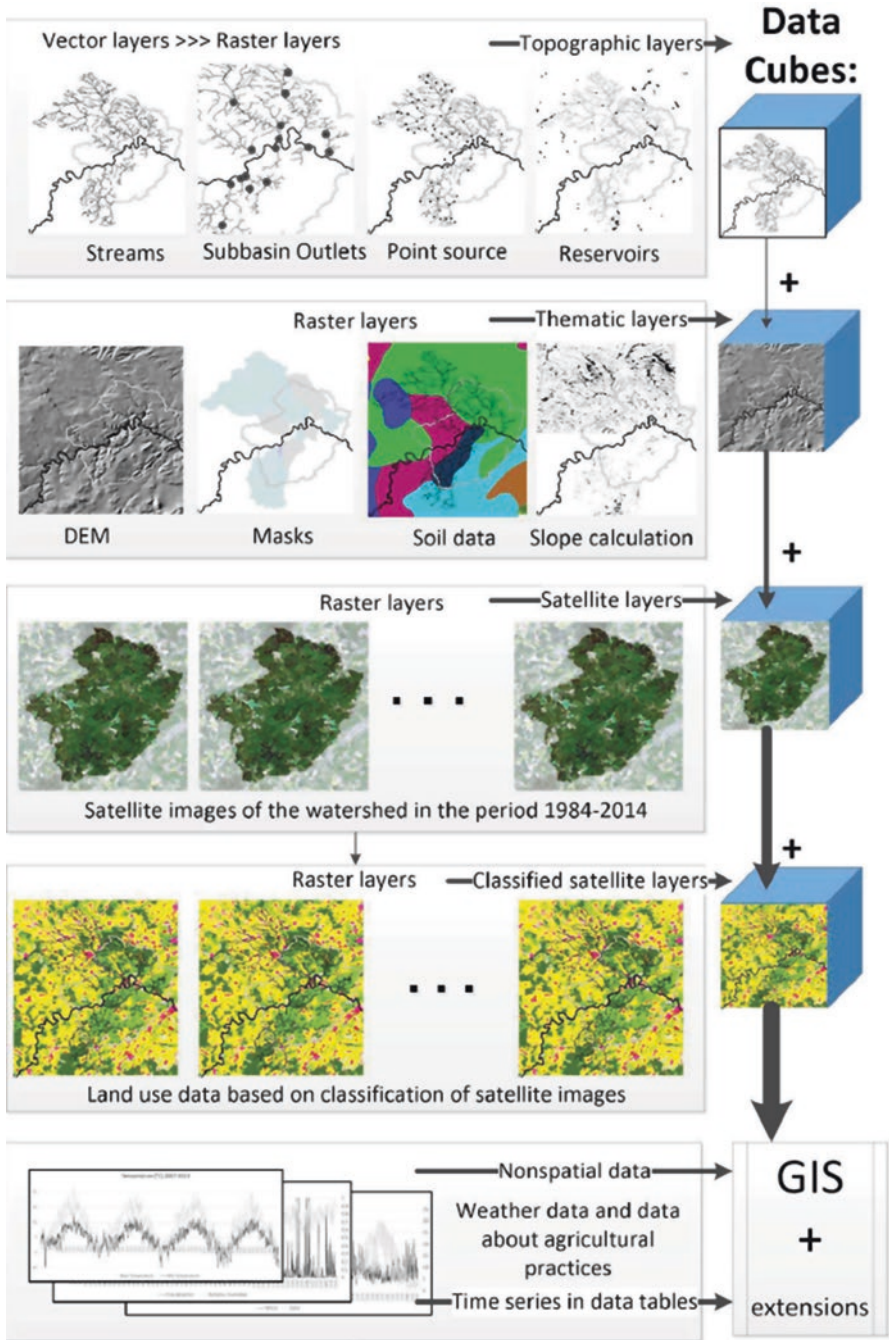 Vector layers >>> Raster layers
Topographic layers
Data
Cubes:
Streams
Subbasin Outlets
Point source
Reservoirs
+
Raster layers
Thematic layers
DEM
Masks
Soil data
Slope calculation
+
Raster layers
Satellite layers
. . .
Satellite images of the watershed in the period 1984-2014
+
Raster layers
Classified satellite layers
. . .
Land use data based on classification of satellite images
Nonspatial data
Weather data and data
about agricultural
practices
Time series in data tables
GIS
+
extensions